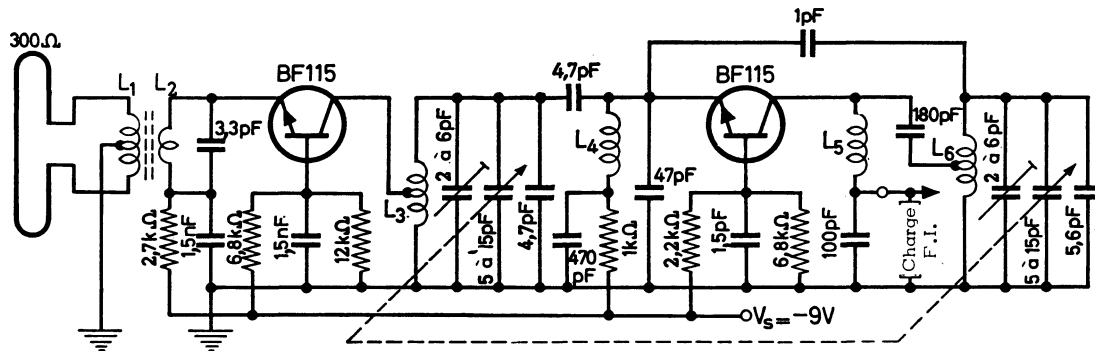 300Ω
L1
L2
3,3pF
BF115
2,7kΩ
1,5nF
6,8kΩ
1,5nF
12kΩ
L3
2 à 6pF
5 à 15pF
4,7pF
4,7pF
L4
470
pF
1kΩ
47pF
1pF
BF115
2,2kΩ
1,5pF
6,8kΩ
L5
100pF
180pF
Charge
F.I.
L6
2 à 6pF
5 à 15pF
5,6pF
Vs=-9V